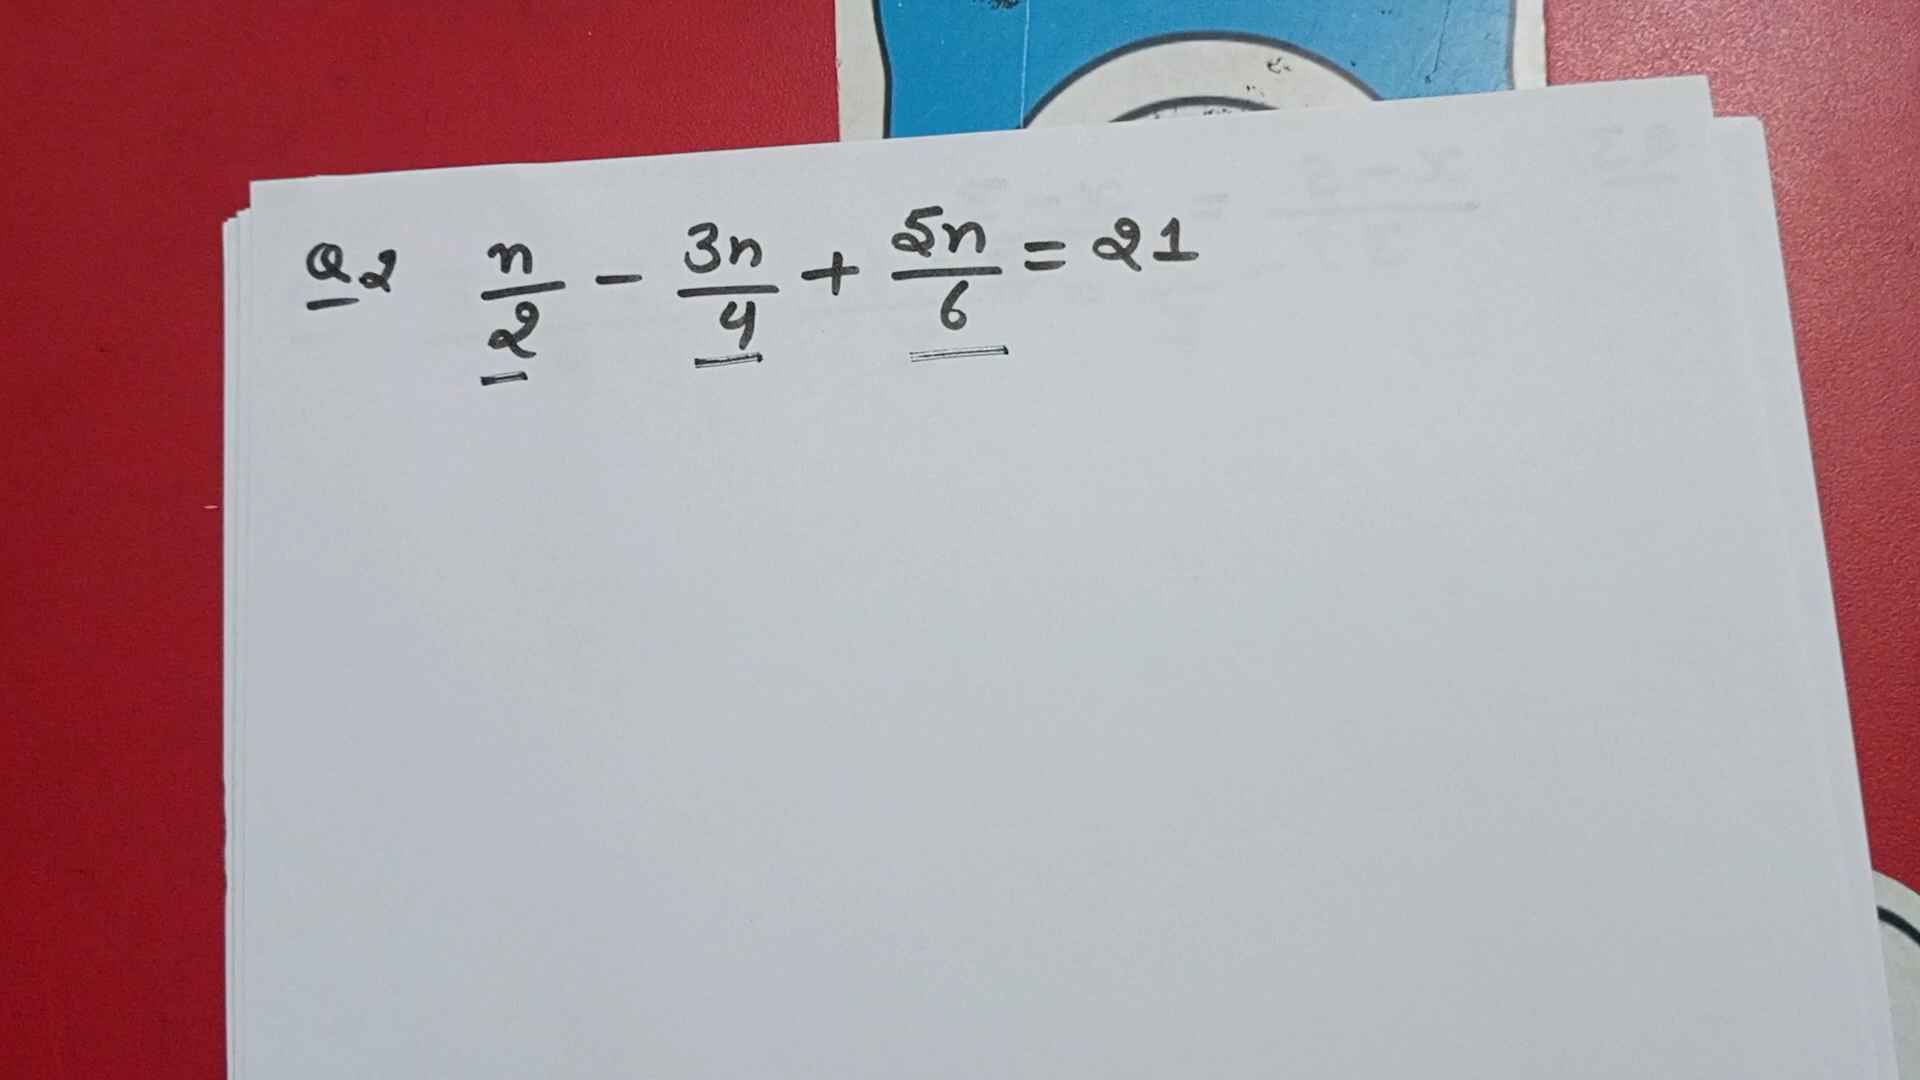 Q2 n/2 - 3n/4 + 5n/6 = 21